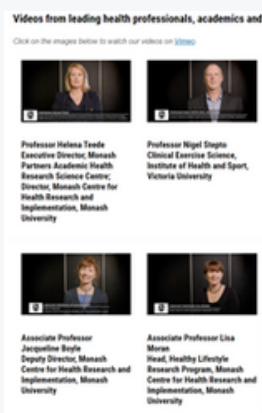 Videos from leading health professionals, academics and
Click on the images below to watch our videos on Vimeo.
Professor Helena Teede
Executive Director, Monash
Partners Academic Health
Research Science Centre;
Director, Monash Centre for
Health Research and
Implementation, Monash
University
Professor Nigel Stepto
Clinical Exercise Science,
Institute of Health and Sport,
Victoria University
Associate Professor
Jacqueline Boyle
Deputy Director, Monash
Centre for Health Research and
Implementation, Monash
University
Associate Professor Lisa
Moran
Head, Healthy Lifestyle
Research Program, Monash
Centre for Health Research and
Implementation, Monash
University